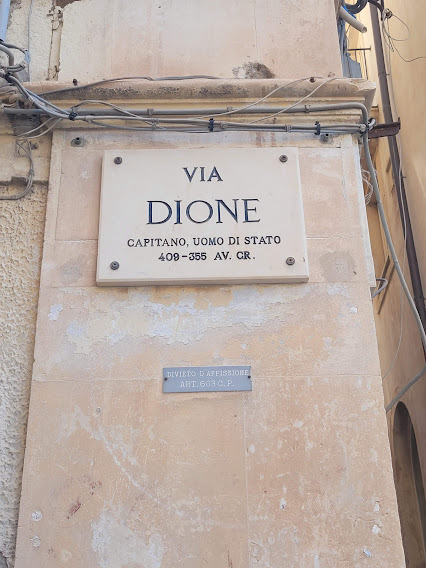 VIA
DIONE
CAPITANO, UOMO DI STATO
409-355 AV. CR.
DIVIETO D'AFFISSIONE
ART. 663 C.P.